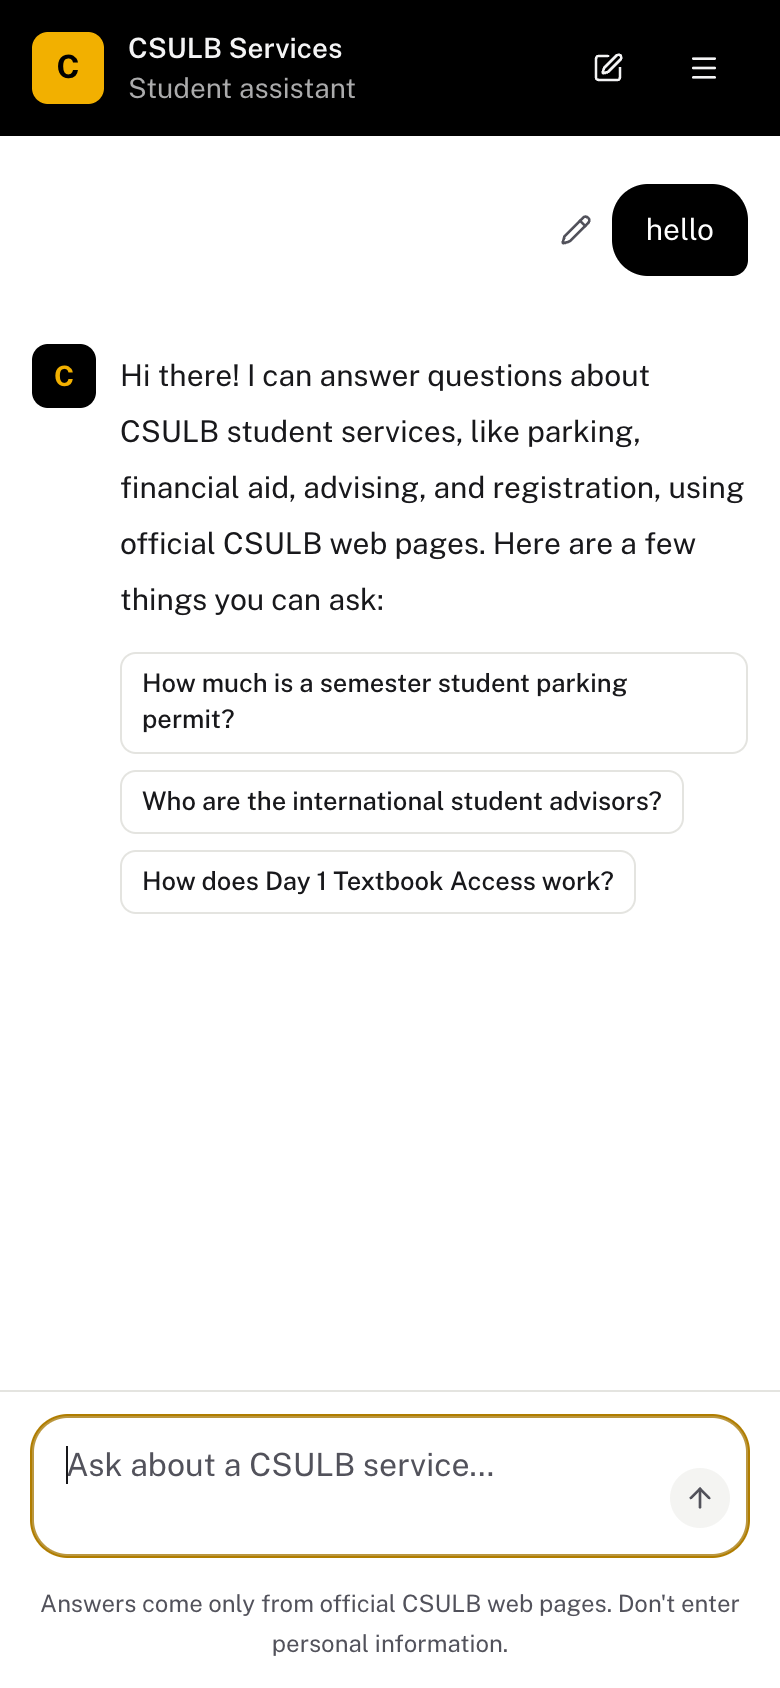 C
CSULB Services
Student assistant
hello
C
Hi there! I can answer questions about
CSULB student services, like parking,
financial aid, advising, and registration, using
official CSULB web pages. Here are a few
things you can ask:
How much is a semester student parking
permit?
Who are the international student advisors?
How does Day 1 Textbook Access work?
Ask about a CSULB service...
Answers come only from official CSULB web pages. Don't enter
personal information.